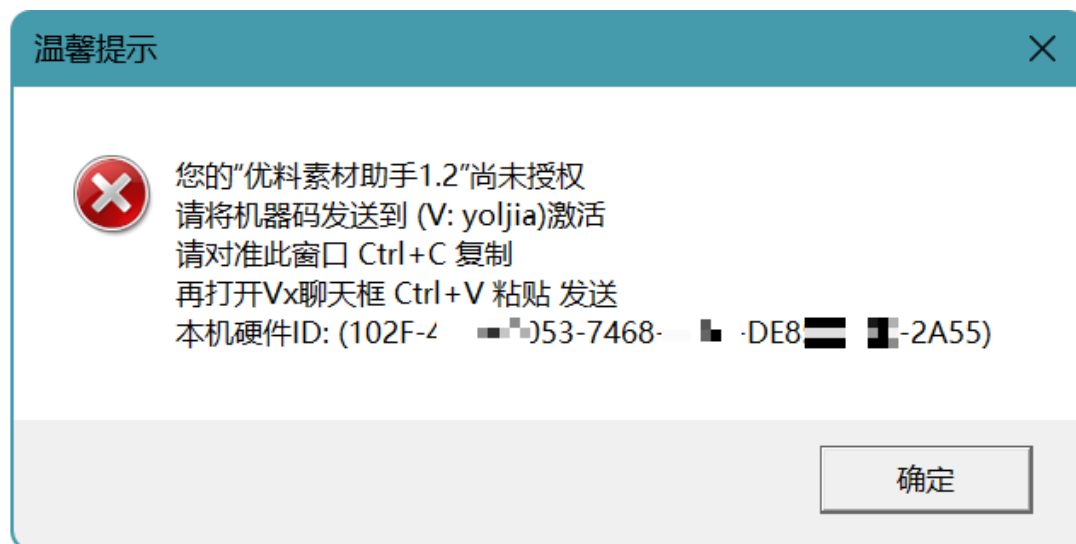 温馨提示
您的“优料素材助手1.2”尚未授权
请将机器码发送到 (V: yoljia)激活
请对准此窗口 Ctrl+C 复制
再打开Vx聊天框 Ctrl+V 粘贴 发送
本机硬件ID: (102F-4 053-7468- -DE8 -2A55)
确定